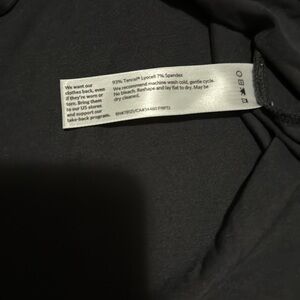 We want our
clothes back, even
if they're worn or
torn. Bring them
to our US stores
and support our
take-back program.
93% Tencel™ Lyocell 7% Spandex
We recommend machine wash cold, gentle cycle.
No bleach. Reshape and lay flat to dry. May be
dry cleaned.